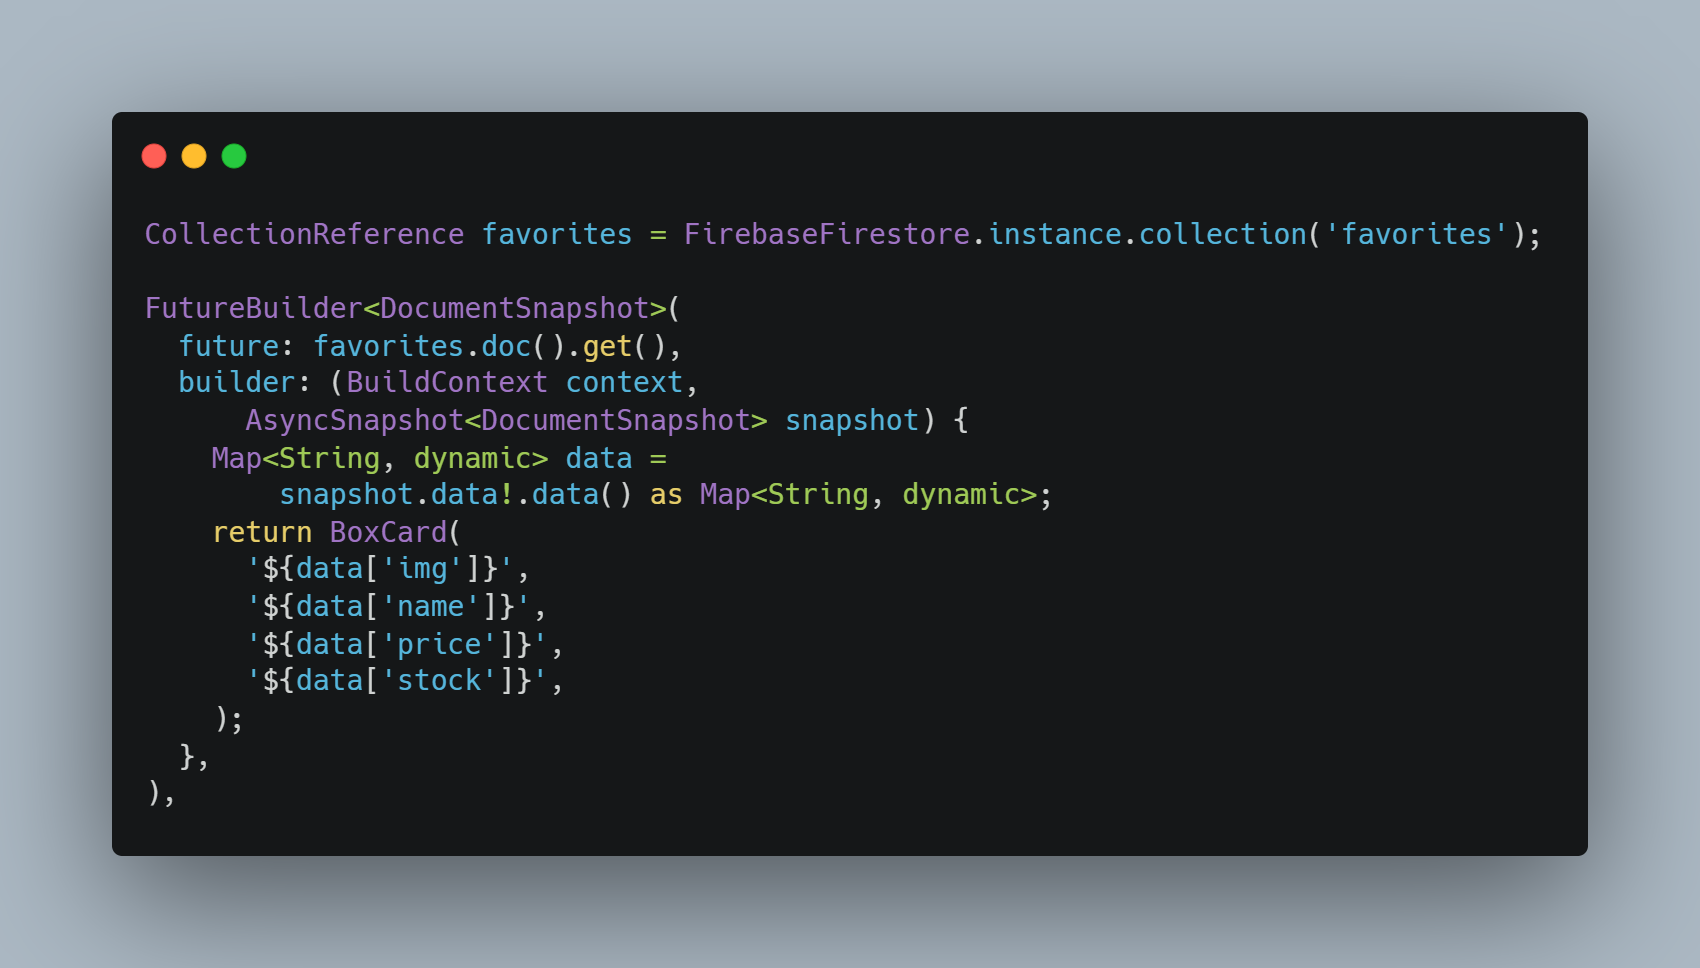 CollectionReference favorites = FirebaseFirestore.instance.collection('favorites');

FutureBuilder<DocumentSnapshot>(
  future: favorites.doc().get(),
  builder: (BuildContext context,
      AsyncSnapshot<DocumentSnapshot> snapshot) {
    Map<String, dynamic> data =
        snapshot.data!.data() as Map<String, dynamic>;
    return BoxCard(
      '${data['img']}',
      '${data['name']}',
      '${data['price']}',
      '${data['stock']}',
    );
  },
),